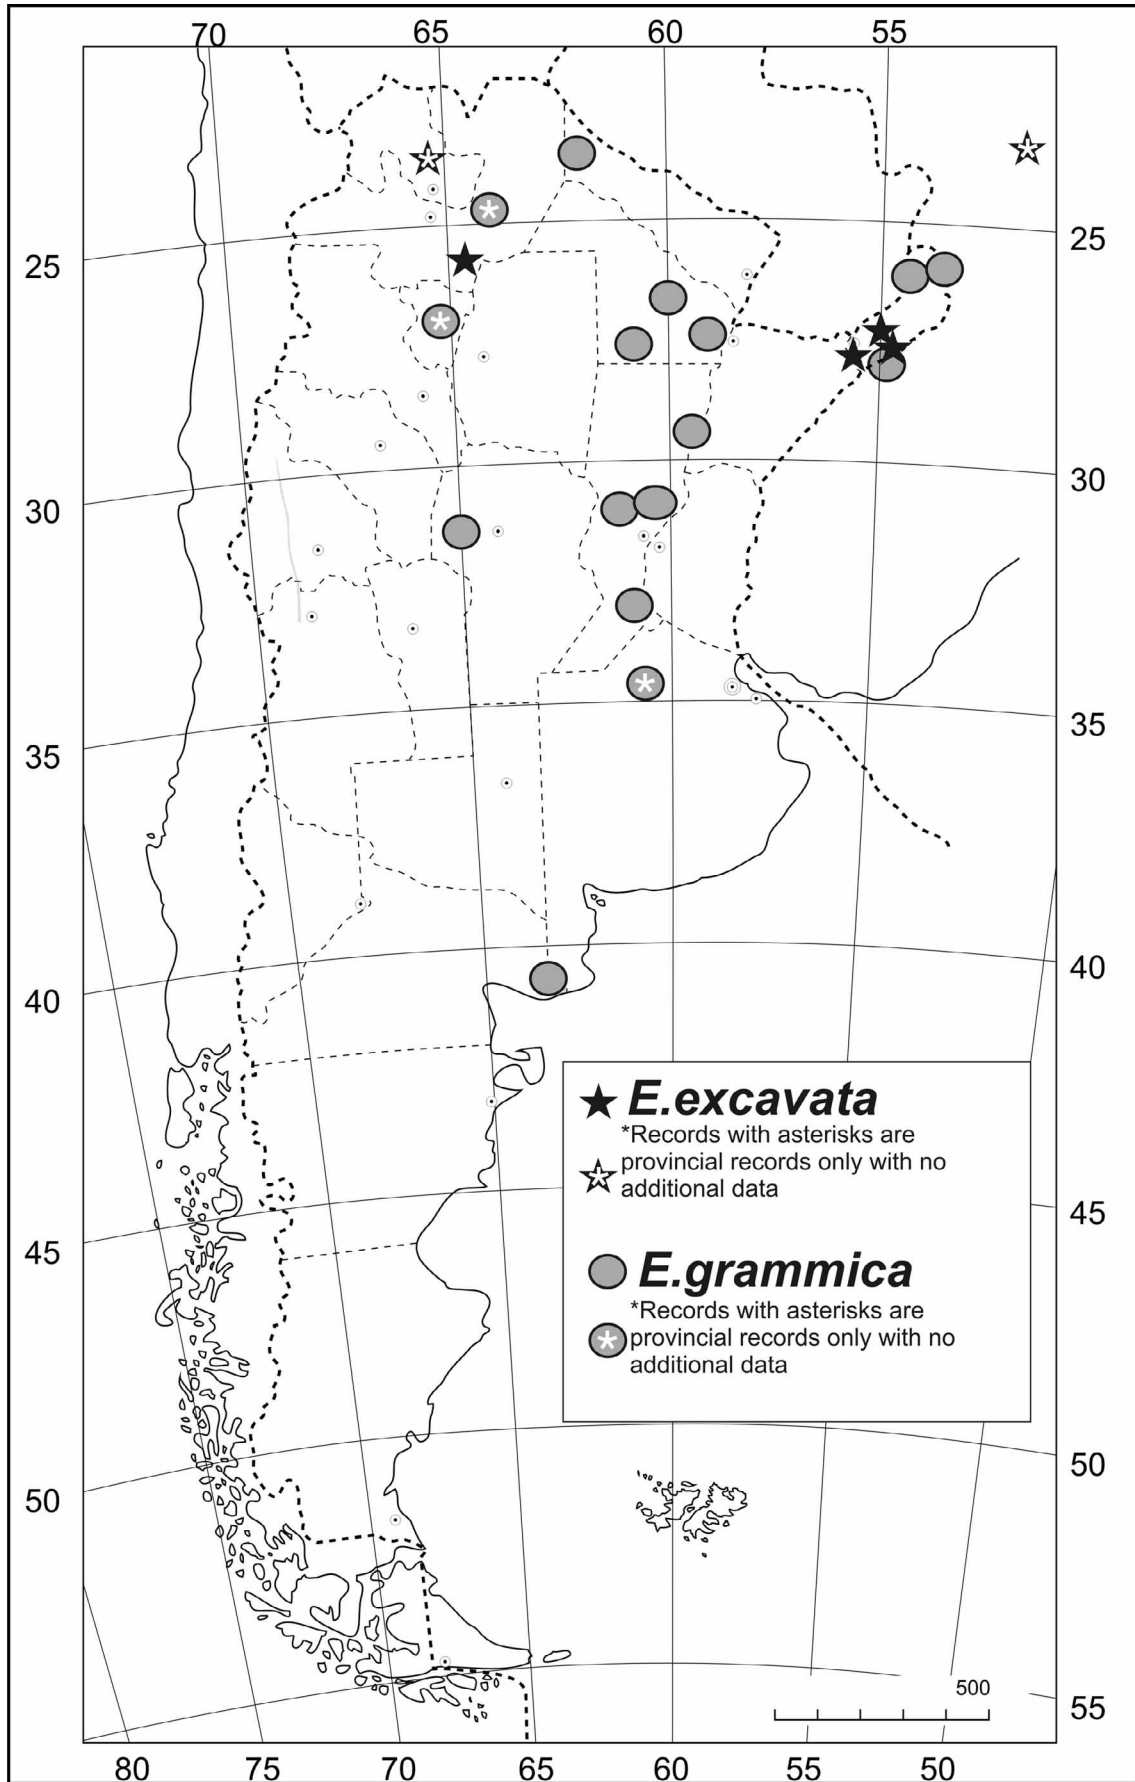 70 65 60 55
25 25
30 30
35 35
40 40
E.excavata
*Records with asterisks are
provincial records only with no
additional data
45 45
E.grammica
*Records with asterisks are
provincial records only with no
additional data
50 50
500
55
80 75 70 65 60 55 50